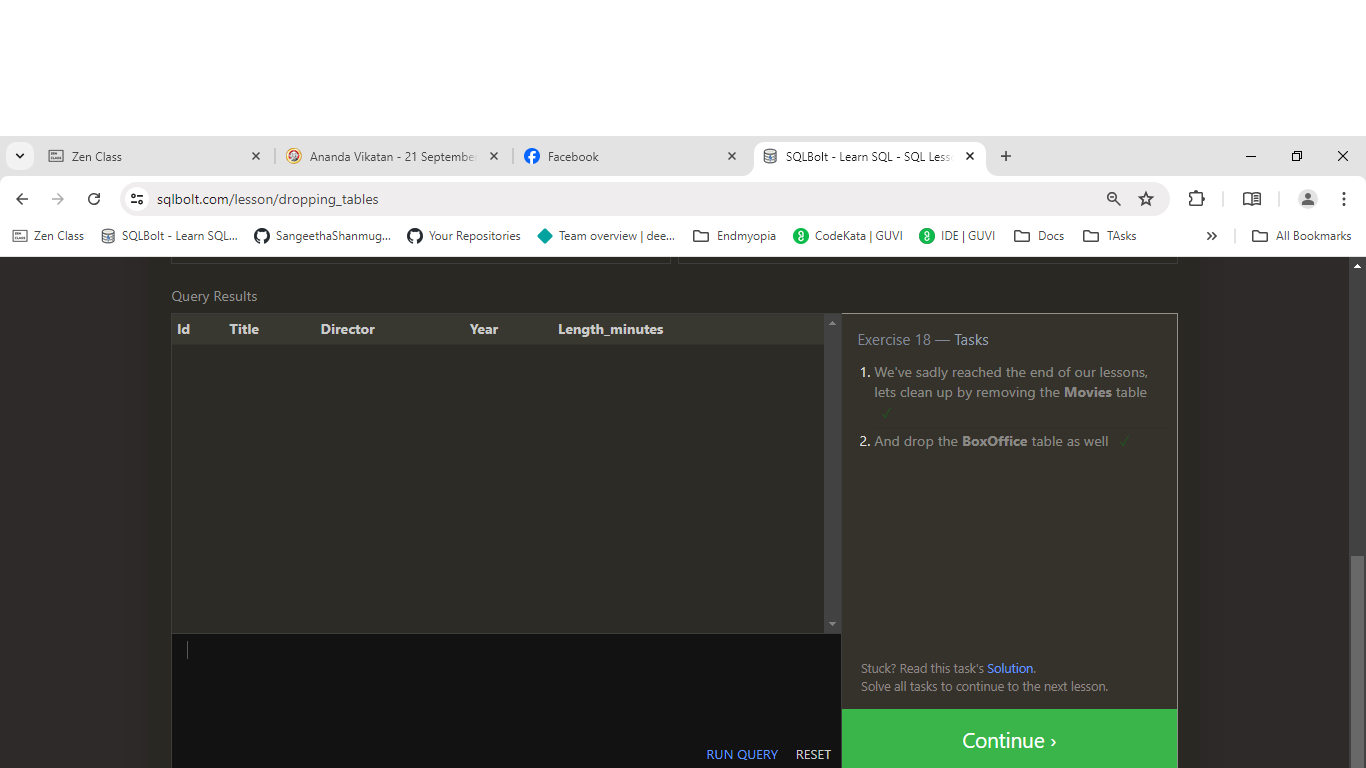 Zen Class
Ananda Vikatan - 21 Septembe
Facebook
SQLBolt - Learn SQL - SQL Less
sqlbolt.com/lesson/dropping_tables
Zen Class
SQLBolt - Learn SQL...
SangeethaShanmug...
Your Repositories
Team overview | dee...
Endmyopia
CodeKata | GUVI
IDE | GUVI
Docs
TAsks
»
All Bookmarks
Query Results
Id Title Director Year Length_minutes
Exercise 18 — Tasks
1. We've sadly reached the end of our lessons,
lets clean up by removing the Movies table
✓
2. And drop the BoxOffice table as well ✓
Stuck? Read this task's Solution.
Solve all tasks to continue to the next lesson.
RUN QUERY RESET
Continue ›